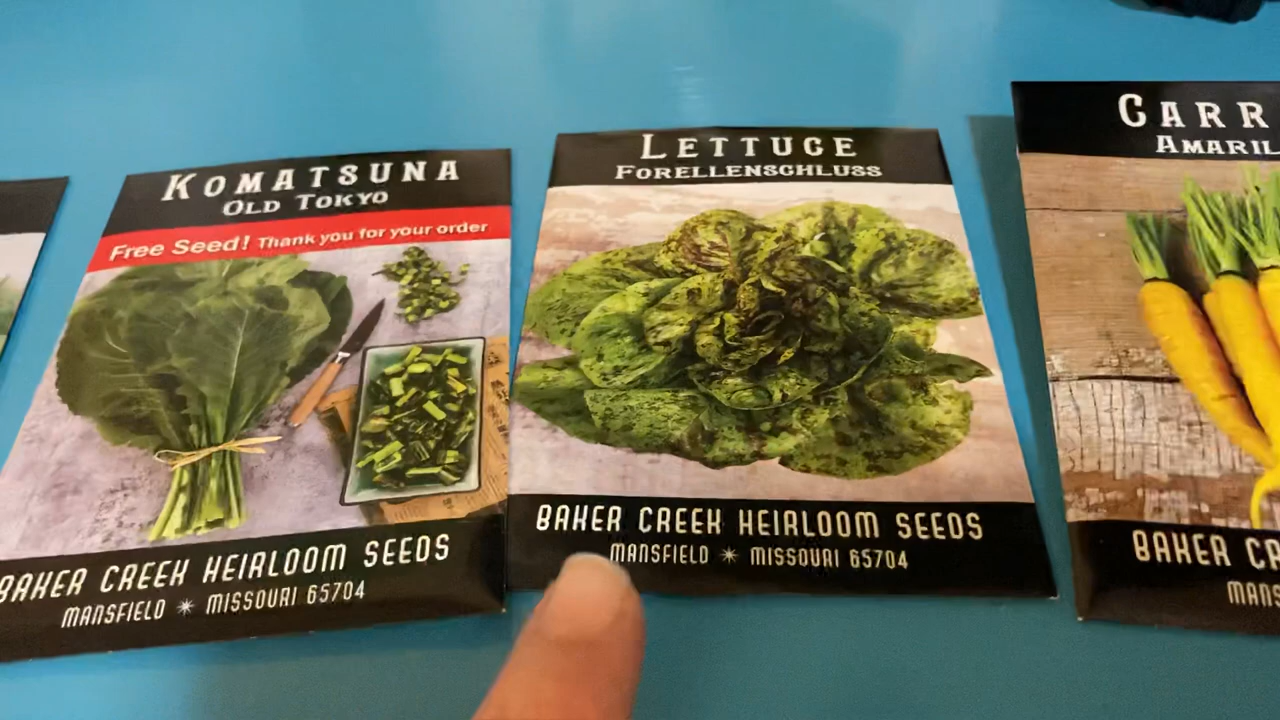 KOMATSUNA
OLD TOKYO
Free Seed! Thank you for your order
BAKER CREEK HEIRLOOM SEEDS
MANSFIELD ✴ MISSOURI 65704
LETTUCE
FORELLENSCHLUSS
BAKER CREEK HEIRLOOM SEEDS
MANSFIELD ✴ MISSOURI 65704
CARR
AMARIL
BAKER CR
MANS